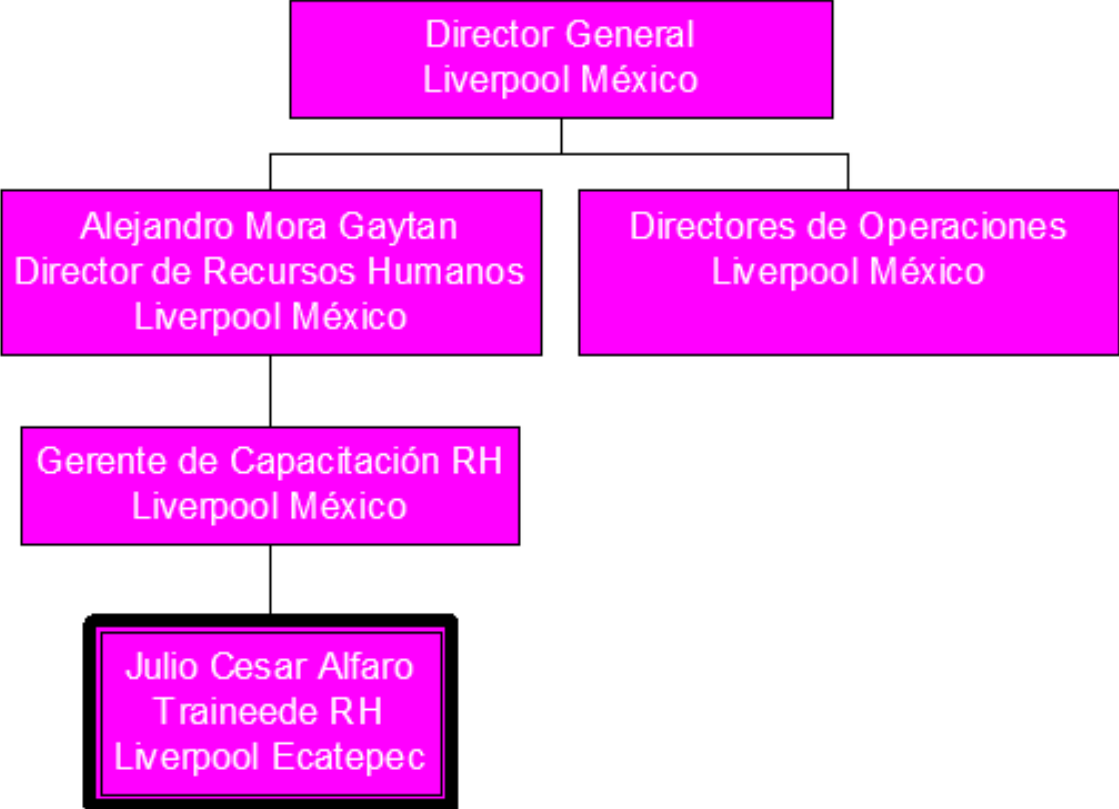 Director General
Liverpool México
Alejandro Mora Gaytan
Director de Recursos Humanos
Liverpool México
Directores de Operaciones
Liverpool México
Gerente de Capacitación RH
Liverpool México
Julio Cesar Alfaro
Traineede RH
Liverpool Ecatepec